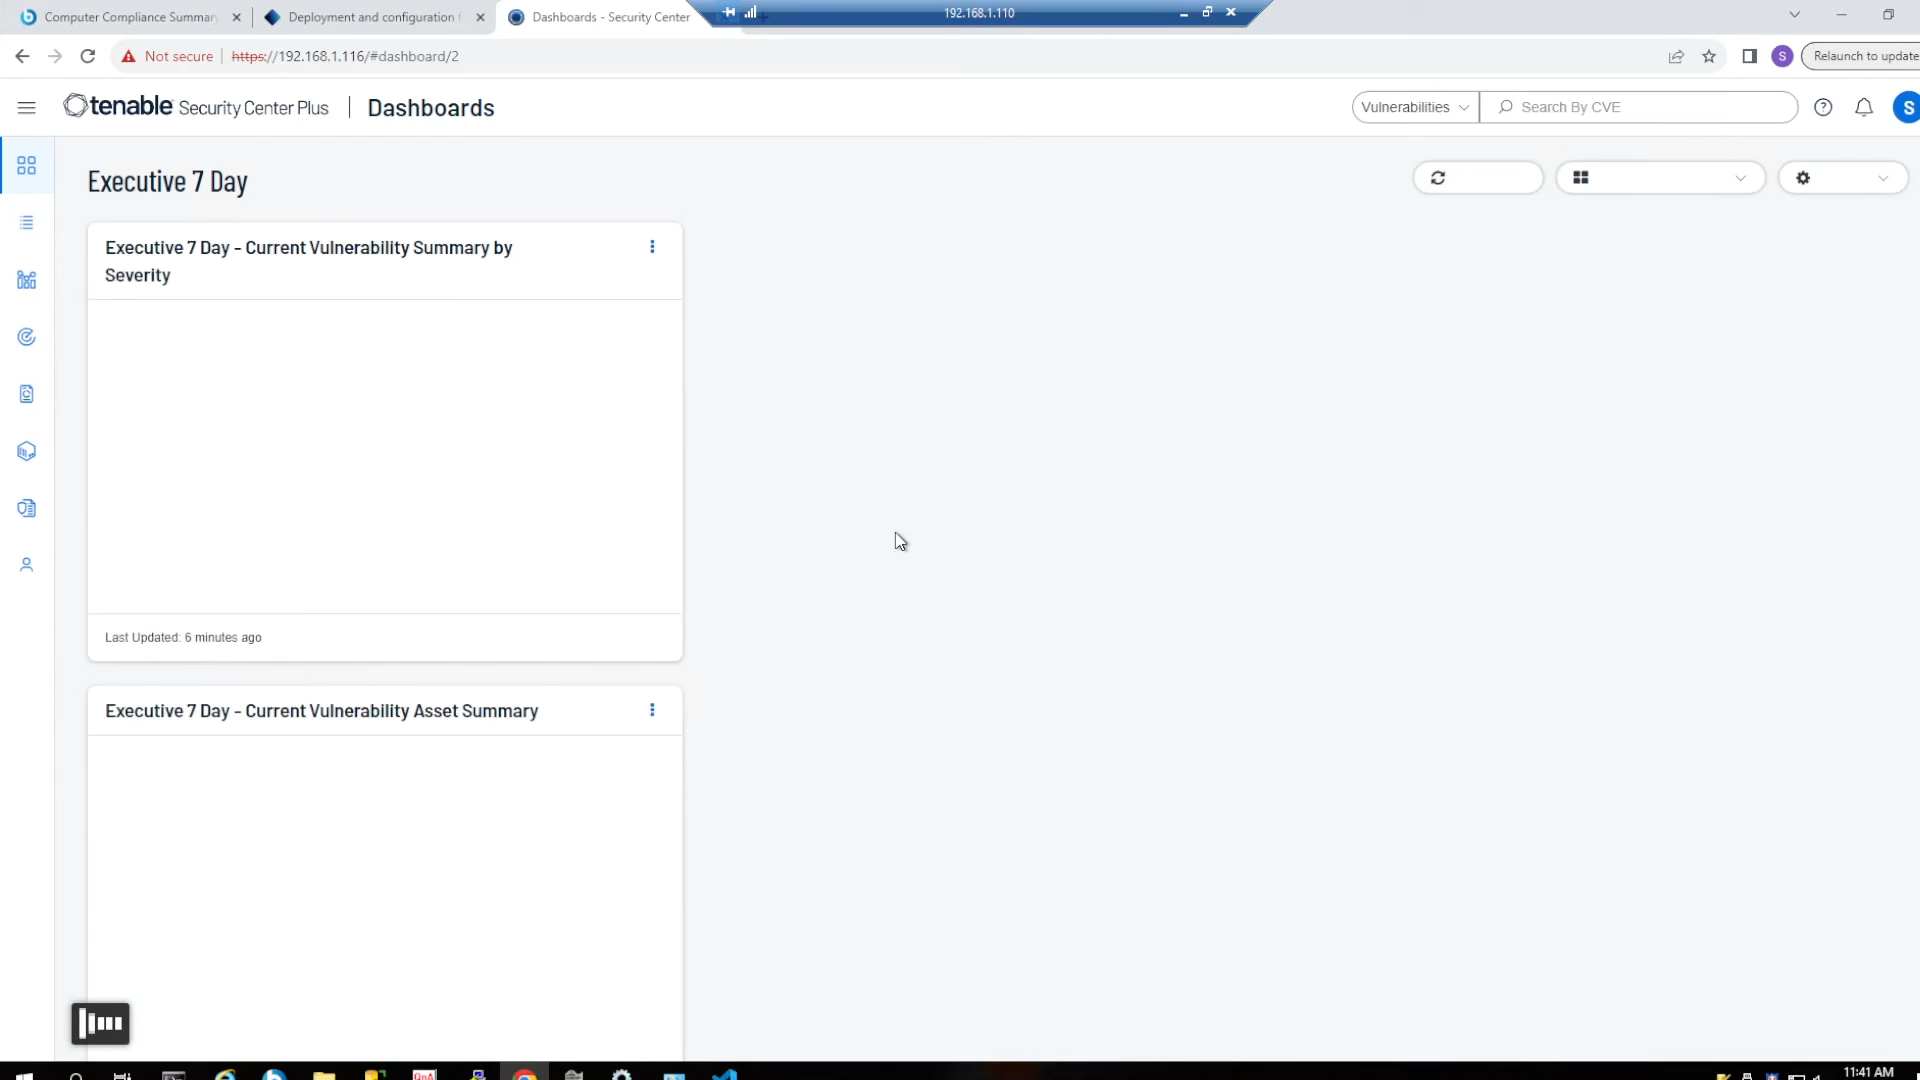 Computer Compliance Summar
Deployment and configuration
Dashboards - Security Center
192.168.1.110
Not secure
https://192.168.1.116/#dashboard/2
Relaunch to update
tenable Security Center Plus
Dashboards
Vulnerabilities
Search By CVE
S
S
Executive 7 Day
Executive 7 Day - Current Vulnerability Summary by
Severity
Last Updated: 6 minutes ago
Executive 7 Day - Current Vulnerability Asset Summary
QnA
11:41 AM